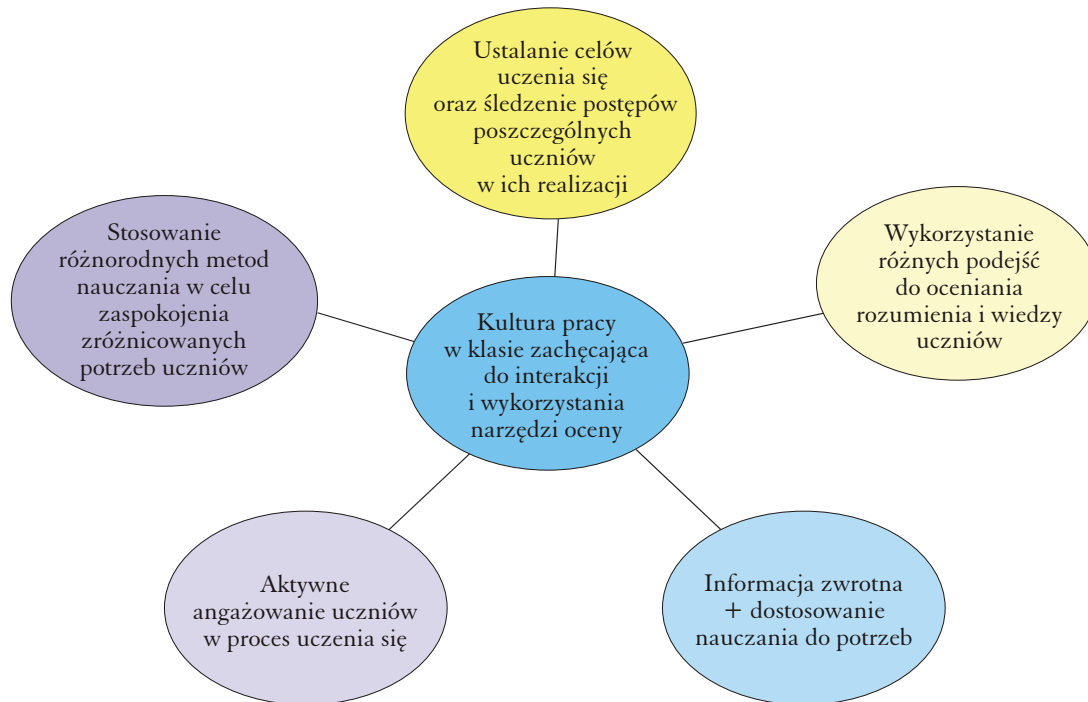 Ustalanie celów
uczenia się
oraz śledzenie postępów
poszczególnych
uczniów
w ich realizacji
Stosowanie
różnorodnych metod
nauczania w celu
zaspokojenia
zróżnicowanych
potrzeb uczniów
Wykorzystanie
różnych podejść
do oceniania
rozumienia i wiedzy
uczniów
Kultura pracy
w klasie zachęcająca
do interakcji
i wykorzystania
narzędzi oceny
Aktywne
angażowanie uczniów
w proces uczenia się
Informacja zwrotna
+ dostosowanie
nauczania do potrzeb